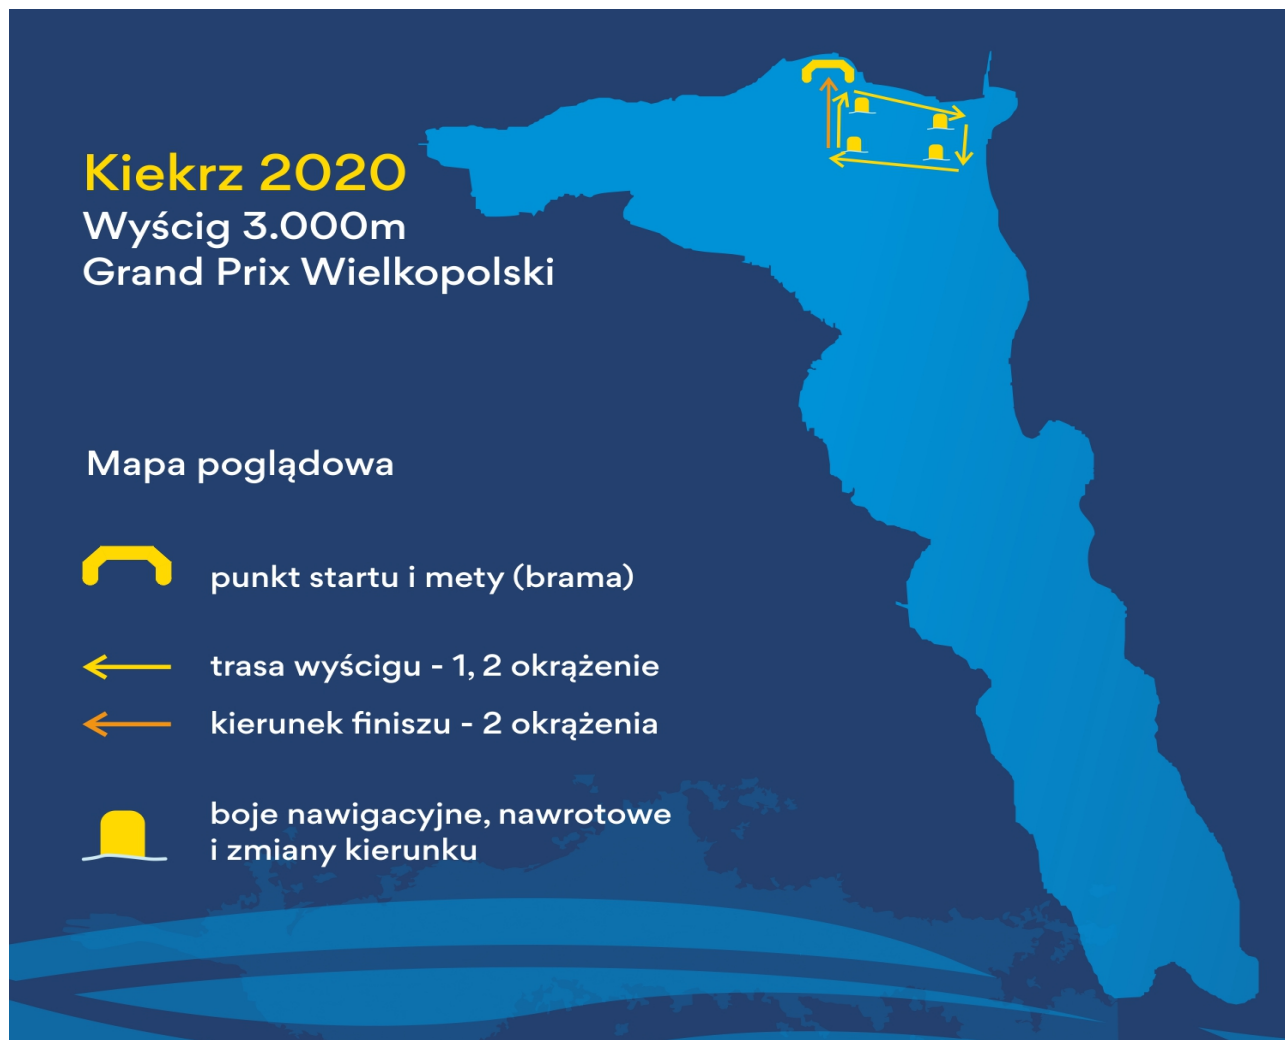 Kiekrz 2020
Wyścig 3.000m
Grand Prix Wielkopolski
Mapa poglądowa
punkt startu i mety (brama)
trasa wyścigu - 1, 2 okrążenie
kierunek finiszu - 2 okrążenia
boje nawigacyjne, nawrotowe
i zmiany kierunku